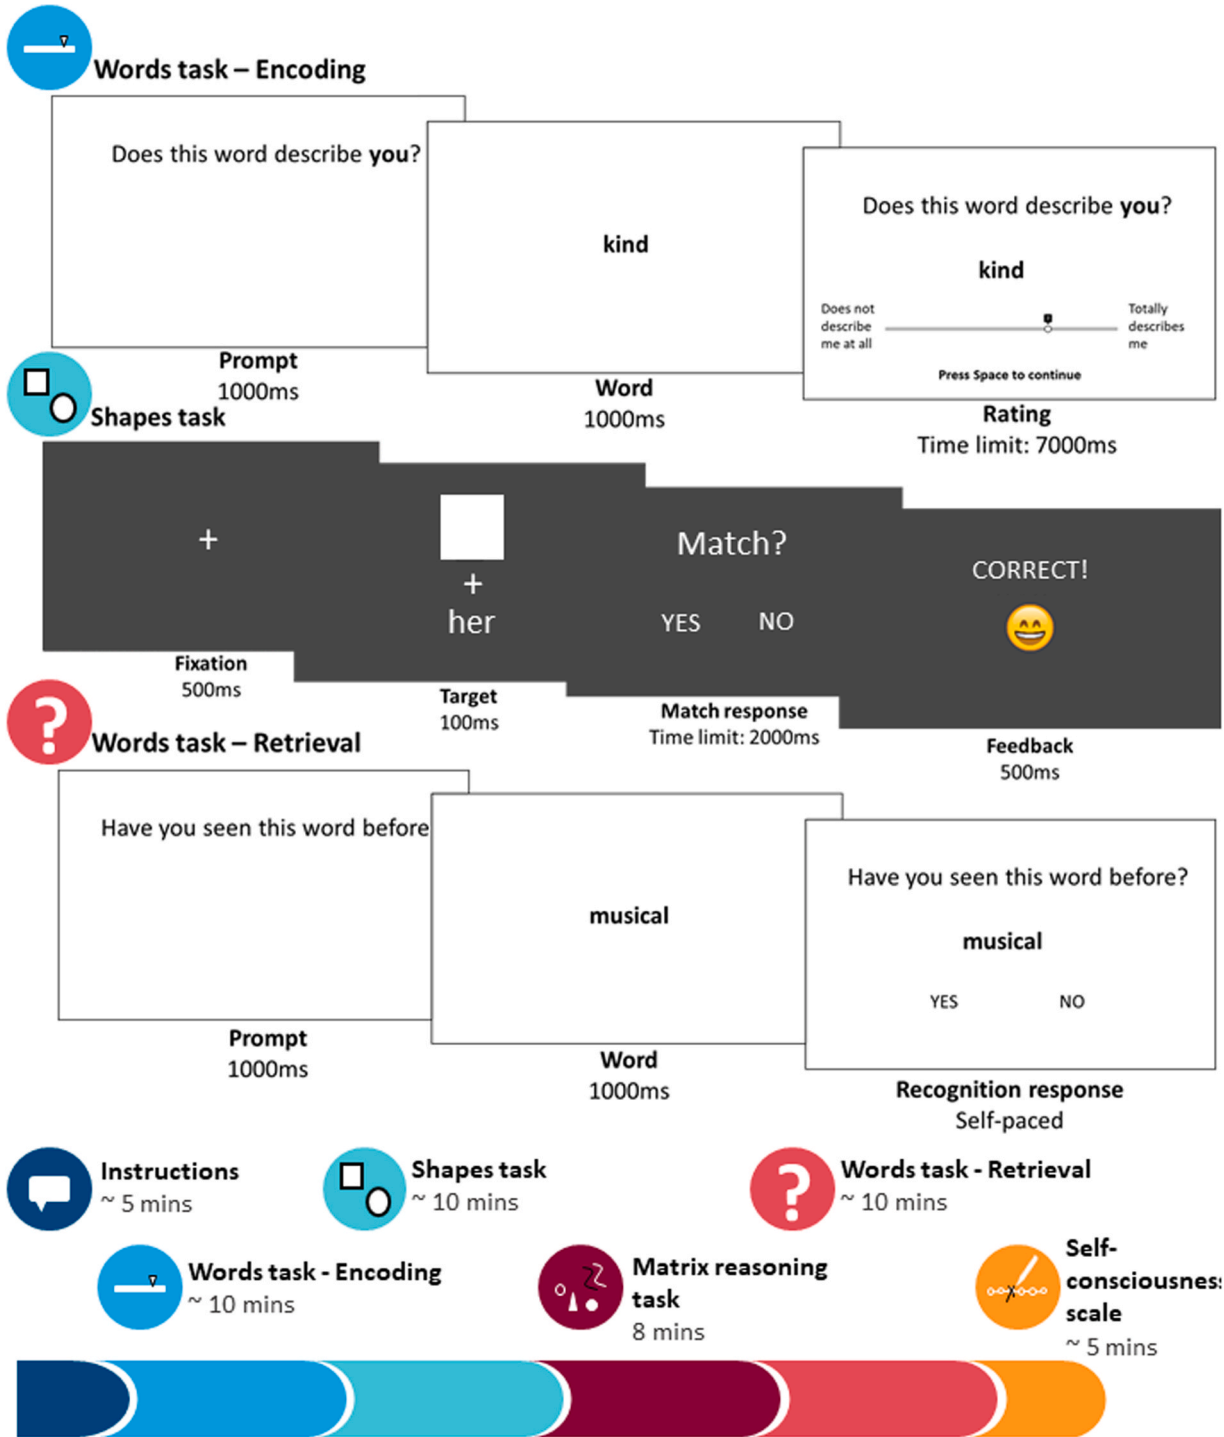 Words task – Encoding
Does this word describe you?
Prompt
1000ms
kind
Word
1000ms
Does this word describe you?
kind
Does not
describe
me at all
Totally
describes
me
Press Space to continue
Rating
Time limit: 7000ms
Shapes task
+
Fixation
500ms
+
her
Target
100ms
Match?
YES NO
Match response
Time limit: 2000ms
CORRECT!
Feedback
500ms
?
Words task – Retrieval
Have you seen this word before
Prompt
1000ms
musical
Word
1000ms
Have you seen this word before?
musical
YES NO
Recognition response
Self-paced
Instructions
~ 5 mins
Shapes task
~ 10 mins
?
Words task - Retrieval
~ 10 mins
Words task - Encoding
~ 10 mins
Matrix reasoning
task
8 mins
Self-
consciousnes
scale
~ 5 mins